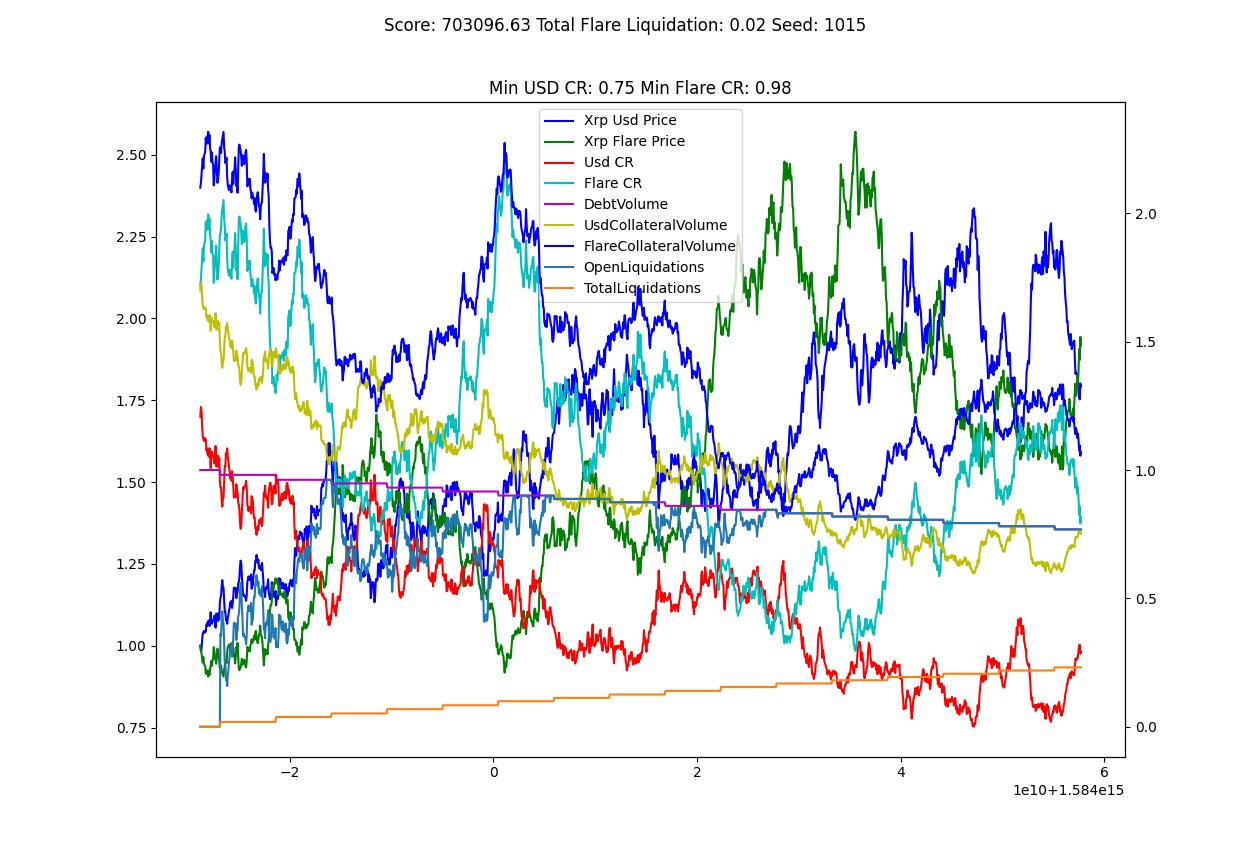 Score: 703096.63 Total Flare Liquidation: 0.02 Seed: 1015
Min USD CR: 0.75 Min Flare CR: 0.98
Xrp Usd Price
Xrp Flare Price
Usd CR
Flare CR
DebtVolume
UsdCollateralVolume
FlareCollateralVolume
OpenLiquidations
TotalLiquidations
2.50
2.25
2.00
1.75
1.50
1.25
1.00
0.75
2.0
1.5
1.0
0.5
0.0
−2
0
2
4
6
1e10+1.584e15